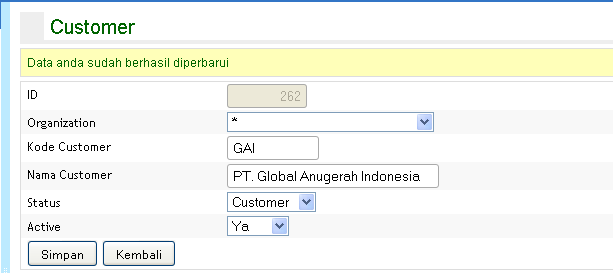 Customer
Data anda sudah berhasil diperbarui
ID 262
Organization *
Kode Customer GAI
Nama Customer PT. Global Anugerah Indonesia
Status Customer
Active Ya
Simpan Kembali